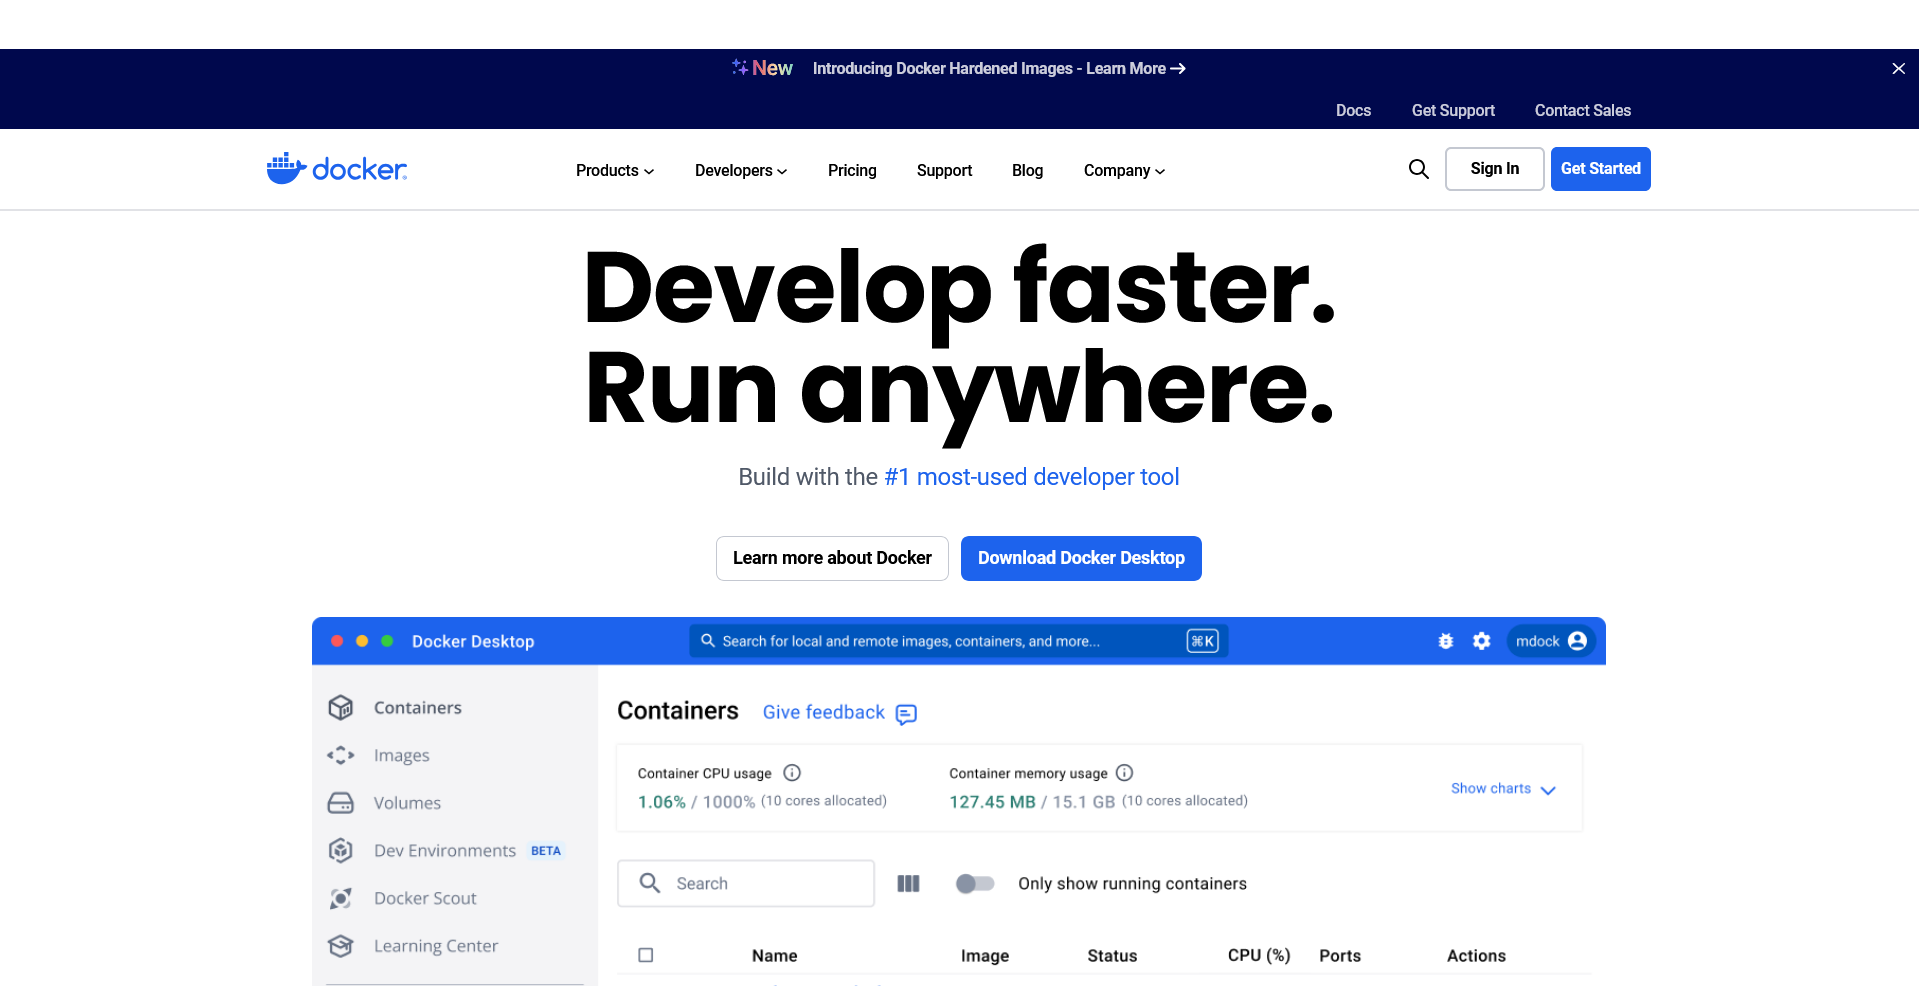 New Introducing Docker Hardened Images - Learn More →
Docs Get Support Contact Sales
docker Products Developers Pricing Support Blog Company Sign In Get Started
Develop faster.
Run anywhere.
Build with the #1 most-used developer tool
Learn more about Docker Download Docker Desktop
Docker Desktop Search for local and remote images, containers, and more... ⌘K mdock
Containers
Images
Volumes
Dev Environments BETA
Docker Scout
Learning Center
Containers Give feedback
Container CPU usage Container memory usage
1.06% / 1000% (10 cores allocated) 127.45 MB / 15.1 GB (10 cores allocated) Show charts
Search Only show running containers
Name Image Status CPU (%) Ports Actions